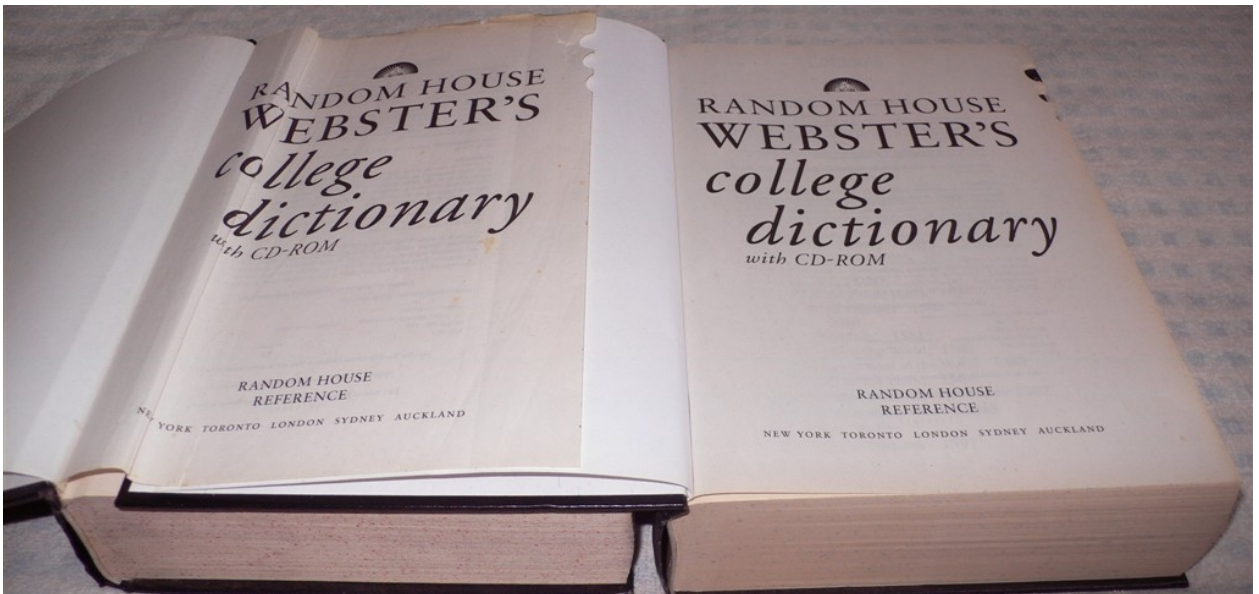 RANDOM HOUSE
WEBSTER'S
college
dictionary
with CD-ROM
RANDOM HOUSE
REFERENCE
NEW YORK TORONTO LONDON SYDNEY AUCKLAND
RANDOM HOUSE
WEBSTER'S
college
dictionary
with CD-ROM
RANDOM HOUSE
REFERENCE
NEW YORK TORONTO LONDON SYDNEY AUCKLAND